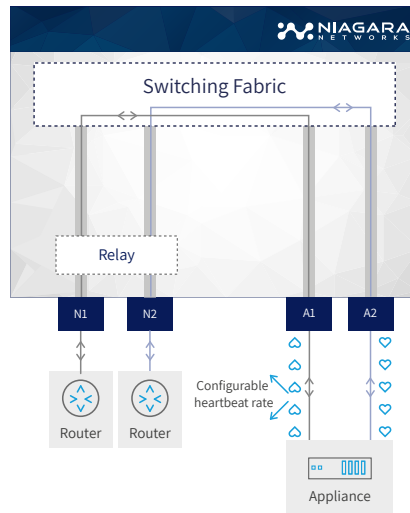 NIAGARA
NETWORKS
Switching Fabric
Relay
N1
N2
A1
A2
Configurable
heartbeat rate
Router
Router
Appliance